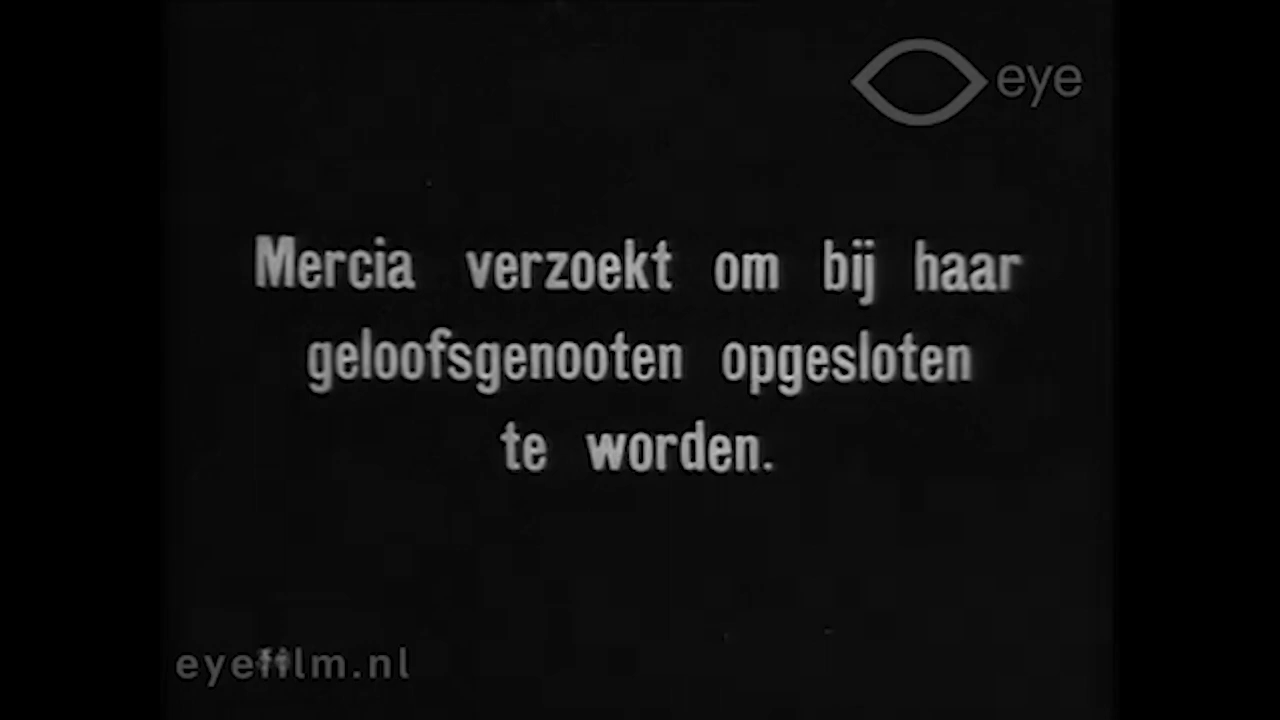 eye
Mercia verzoekt om bij haar
geloofsgenooten opgesloten
te worden.
eyefilm.nl